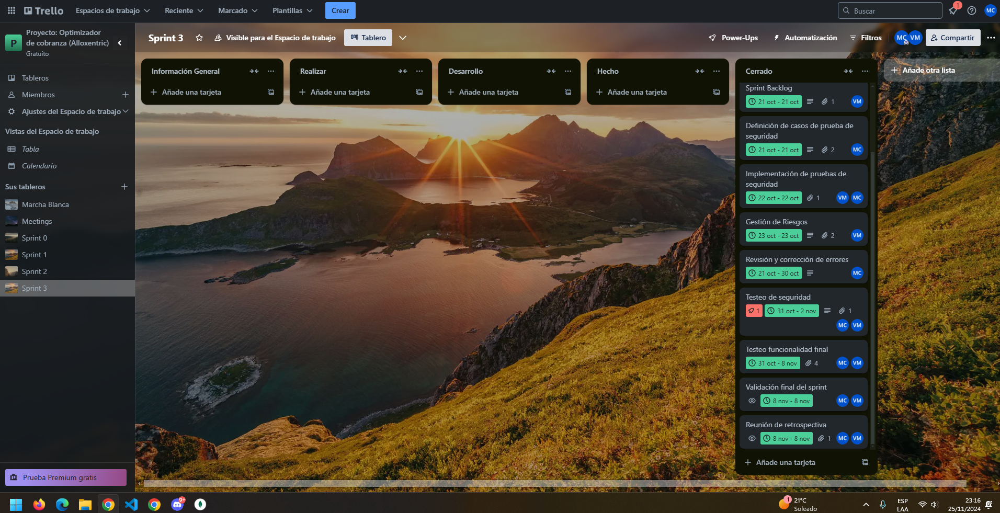 Trello
Espacios de trabajo
Reciente
Marcado
Plantillas
Crear
Buscar
1
MC
P
Proyecto: Optimizador
de cobranza (Alloxentric)
Gratuito
Sprint 3
Visible para el Espacio de trabajo
Tablero
Power-Ups
Automatización
Filtros
MC
VM
Compartir
Tableros
Miembros
Ajustes del Espacio de trabajo
Vistas del Espacio de trabajo
Tabla
Calendario
Sus tableros
Marcha Blanca
Meetings
Sprint 0
Sprint 1
Sprint 2
Sprint 3
Prueba Premium gratis
Información General
Añade una tarjeta
Realizar
Añade una tarjeta
Desarrollo
Añade una tarjeta
Hecho
Añade una tarjeta
Cerrado
Sprint Backlog
21 oct - 21 oct 1 VM
Definición de casos de prueba de
seguridad
21 oct - 21 oct 2 MC
Implementación de pruebas de
seguridad
22 oct - 22 oct 1 VM MC
Gestión de Riesgos
23 oct - 23 oct 2 VM
Revisión y corrección de errores
21 oct - 30 oct MC
Testeo de seguridad
1 31 oct - 2 nov 1
MC VM
Testeo funcionalidad final
31 oct - 8 nov 4 MC VM
Validación final del sprint
8 nov - 8 nov MC VM
Reunión de retrospectiva
8 nov - 8 nov 1 MC VM
Añade una tarjeta
Añade otra lista
9+
1
21°C
Soleado
ESP
LAA
23:16
25/11/2024